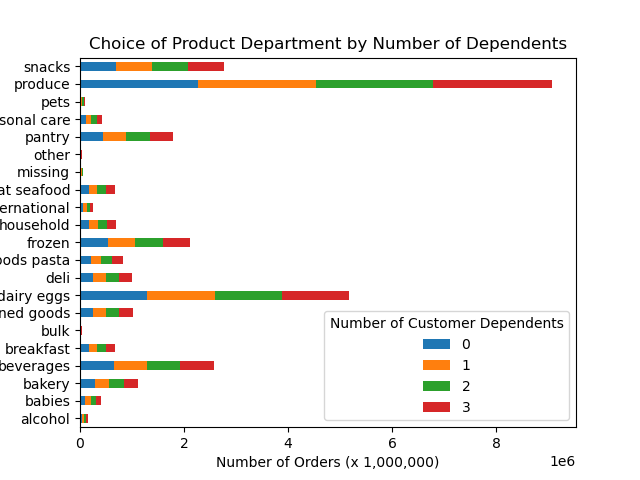 Choice of Product Department by Number of Dependents
snacks
produce
pets
sonal care
pantry
other
missing
at seafood
ernational
household
frozen
oods pasta
deli
dairy eggs
ned goods
bulk
breakfast
beverages
bakery
babies
alcohol
Number of Customer Dependents
0
1
2
3
0 2 4 6 8
1e6
Number of Orders (x 1,000,000)